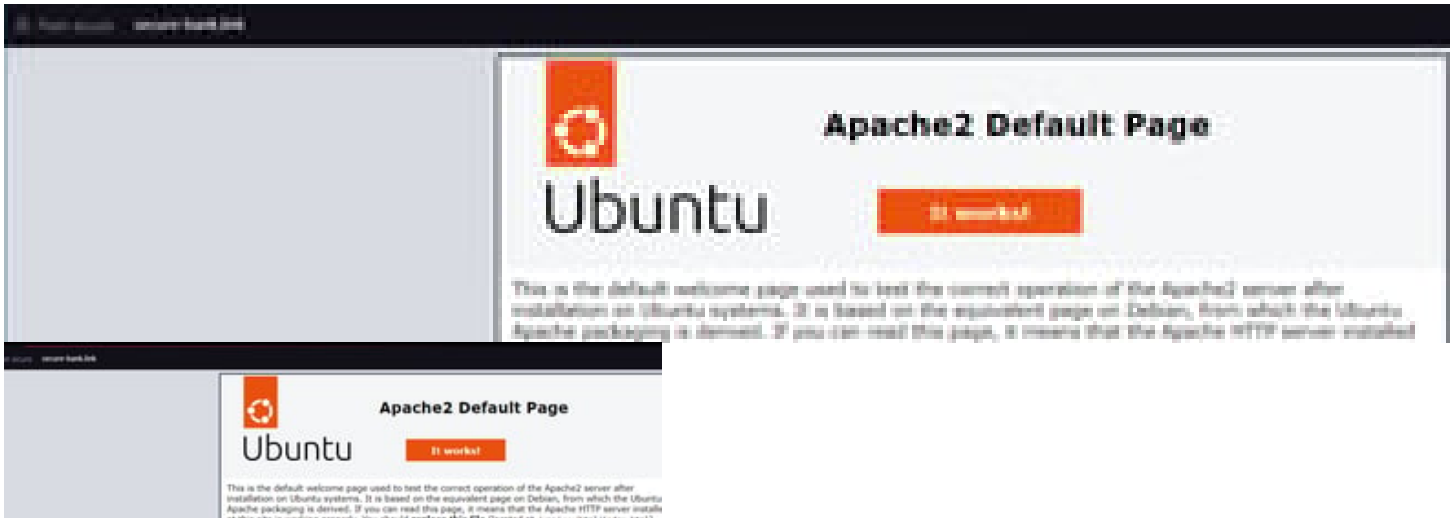 Not secure secure-bank.link
Apache2 Default Page
Ubuntu
It works!
This is the default welcome page used to test the correct operation of the Apache2 server after
installation on Ubuntu systems. It is based on the equivalent page on Debian, from which the Ubuntu
Apache packaging is derived. If you can read this page, it means that the Apache HTTP server installed
secure secure-bank.link
Apache2 Default Page
Ubuntu
It works!
This is the default welcome page used to test the correct operation of the Apache2 server after
installation on Ubuntu systems. It is based on the equivalent page on Debian, from which the Ubuntu
Apache packaging is derived. If you can read this page, it means that the Apache HTTP server installe